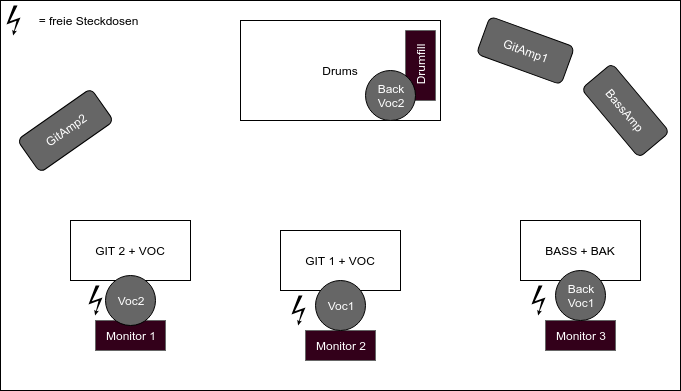 = freie Steckdosen
Drums
Drumfill
Back
Voc2
GitAmp1
BassAmp
GitAmp2
GIT 2 + VOC
GIT 1 + VOC
BASS + BAK
Voc2
Voc1
Back
Voc1
Monitor 1
Monitor 2
Monitor 3